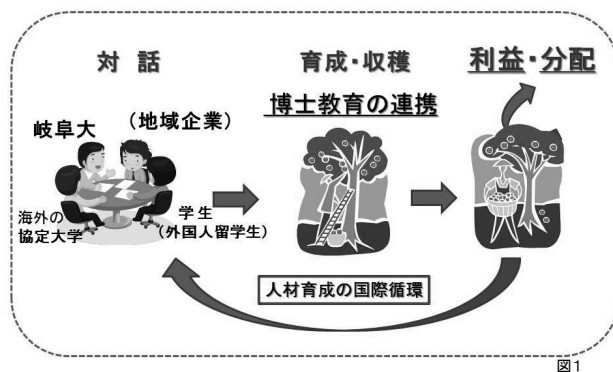 対 話
育成・収穫
利益・分配
博士教育の連携
岐阜大
（地域企業）
海外の
協定大学
学生
（外国人留学生）
人材育成の国際循環
図1